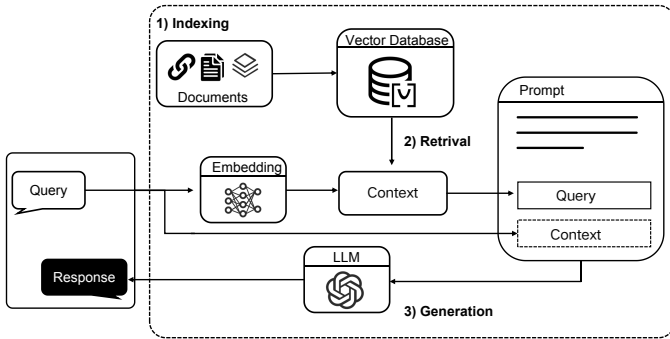 1) Indexing
Vector Database
Documents
Prompt
2) Retrival
Query
Embedding
Context
Query
Context
Response
LLM
3) Generation